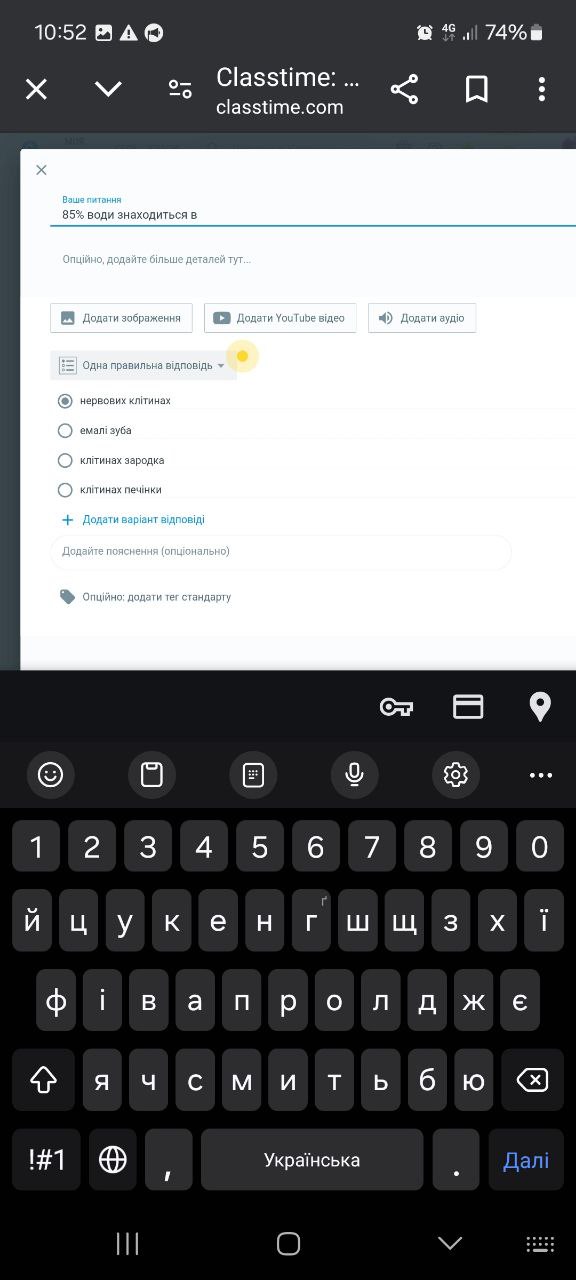 10:52
4G
74%
Classtime: ...
classtime.com
Ваше питання
85% води знаходиться в
Опційно, додайте більше деталей тут...
Додати зображення
Додати YouTube відео
Додати аудіо
Одна правильна відповідь
нервових клітинах
емалі зуба
клітинах зародка
клітинах печінки
+ Додати варіант відповіді
Додайте пояснення (опціонально)
Опційно: додати тег стандарту
1 2 3 4 5 6 7 8 9 0
й ц у к е н г ґ ш щ з х ї
ф і в а п р о л д ж є
я ч с м и т ь б ю
!#1 , Українська . Далі